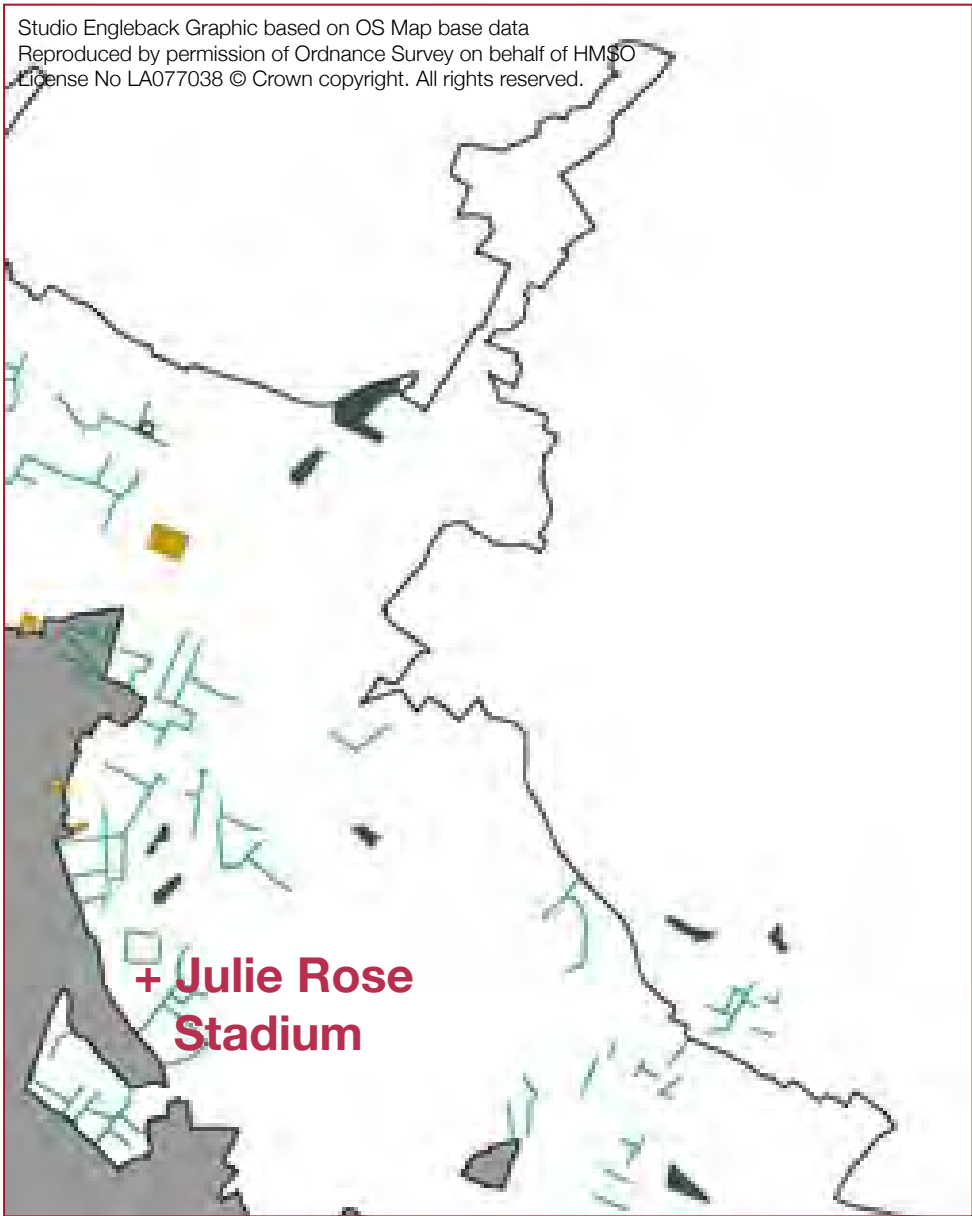 Studio Engleback Graphic based on OS Map base data
Reproduced by permission of Ordnance Survey on behalf of HMSO
License No LA077038 © Crown copyright. All rights reserved.
+ Julie Rose
Stadium